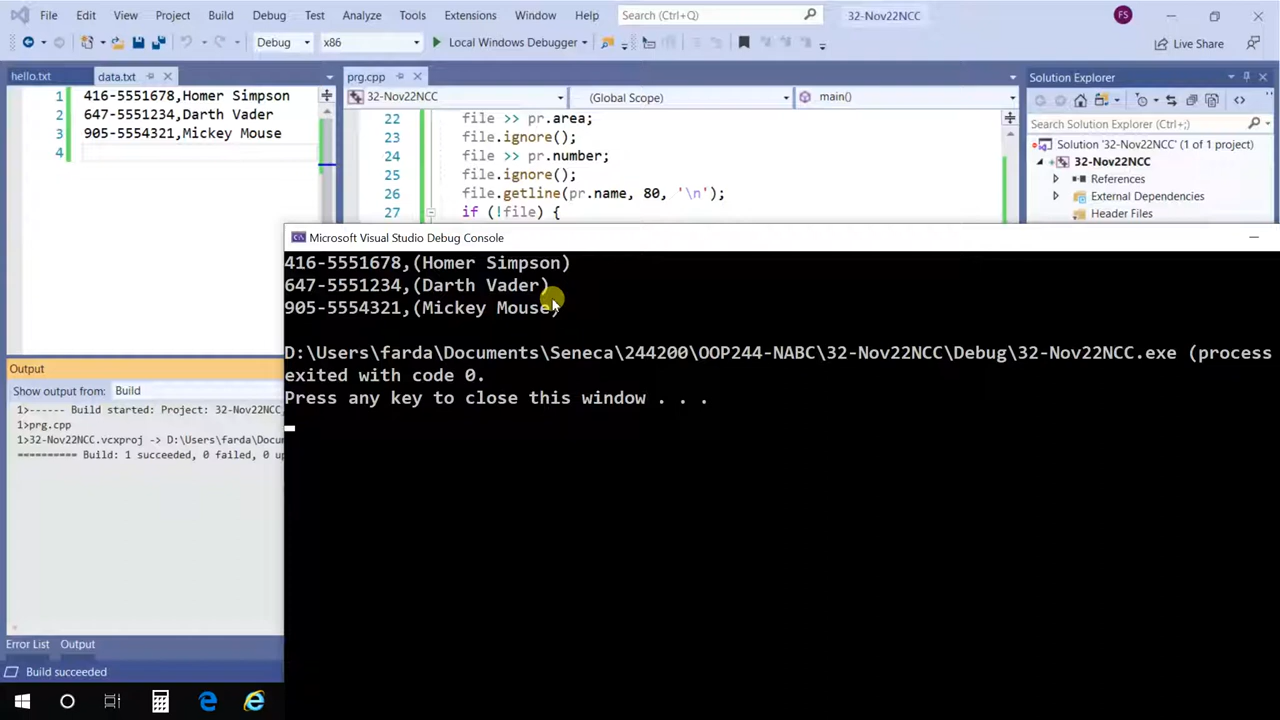 File Edit View Project Build Debug Test Analyze Tools Extensions Window Help Search (Ctrl+Q) 32-Nov22NCC FS
Debug x86 Local Windows Debugger Live Share
hello.txt data.txt
1 416-5551678,Homer Simpson
2 647-5551234,Darth Vader
3 905-5554321,Mickey Mouse
4
prg.cpp
32-Nov22NCC (Global Scope) main()
22 file >> pr.area;
23 file.ignore();
24 file >> pr.number;
25 file.ignore();
26 file.getline(pr.name, 80, '\n');
27 if (!file) {
Solution Explorer
Search Solution Explorer (Ctrl+;)
Solution '32-Nov22NCC' (1 of 1 project)
32-Nov22NCC
References
External Dependencies
Header Files
Microsoft Visual Studio Debug Console
416-5551678,(Homer Simpson)
647-5551234,(Darth Vader)
905-5554321,(Mickey Mouse)
D:\Users\farda\Documents\Seneca\244200\OOP244-NABC\32-Nov22NCC\Debug\32-Nov22NCC.exe (process
exited with code 0.
Press any key to close this window . . .
Output
Show output from: Build
1>------ Build started: Project: 32-Nov22NCC,
1>prg.cpp
1>32-Nov22NCC.vcxproj -> D:\Users\farda\Docum
========== Build: 1 succeeded, 0 failed, 0 up
Error List Output
Build succeeded